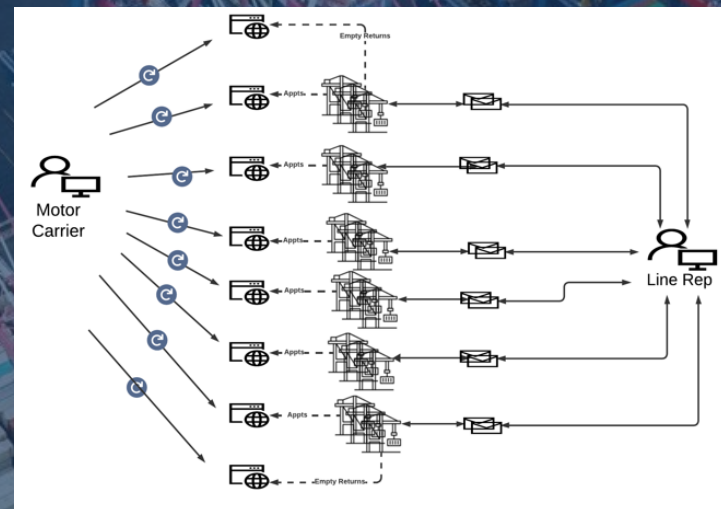 Empty Returns
Appts
Appts
Motor
Carrier
Appts
Line Rep
Appts
Appts
Appts
Empty Returns